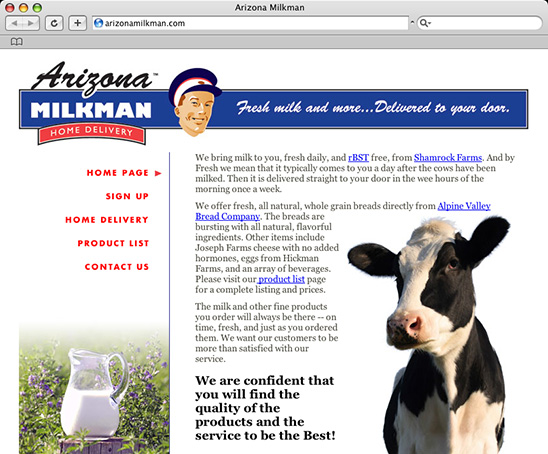 Arizona Milkman
arizonamilkman.com
Arizona™
MILKMAN
HOME DELIVERY
Fresh milk and more...Delivered to your door.
HOME PAGE
SIGN UP
HOME DELIVERY
PRODUCT LIST
CONTACT US
We bring milk to you, fresh daily, and rBST free, from Shamrock Farms. And by
Fresh we mean that it typically comes to you a day after the cows have been
milked. Then it is delivered straight to your door in the wee hours of the
morning once a week.
We offer fresh, all natural, whole grain breads directly from Alpine Valley
Bread Company. The breads are
bursting with all natural, flavorful
ingredients. Other items include
Joseph Farms cheese with no added
hormones, eggs from Hickman
Farms, and an array of beverages.
Please visit our product list page
for a complete listing and prices.
The milk and other fine products
you order will always be there -- on
time, fresh, and just as you ordered
them. We want our customers to be
more than satisfied with our
service.
We are confident that
you will find the
quality of the
products and the
service to be the Best!